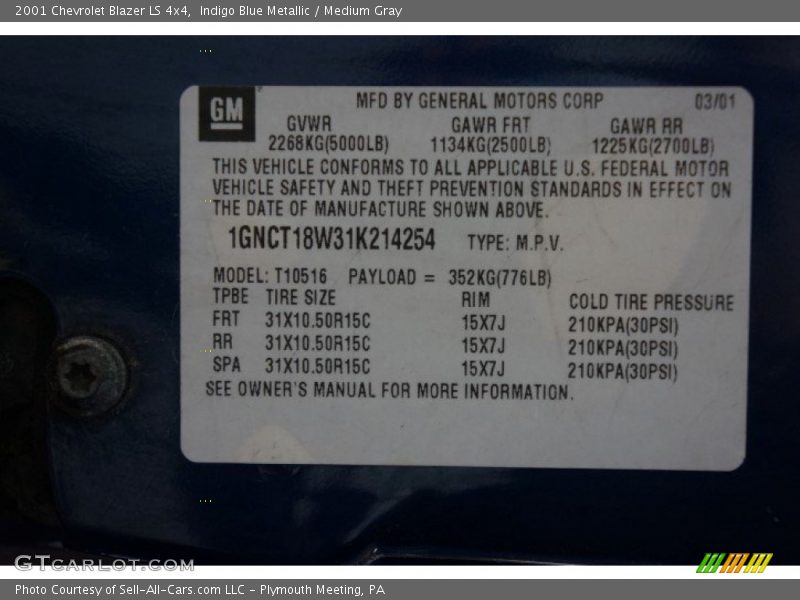 2001 Chevrolet Blazer LS 4x4, Indigo Blue Metallic / Medium Gray
GM MFD BY GENERAL MOTORS CORP 03/01
GVWR GAWR FRT GAWR RR
2268KG(5000LB) 1134KG(2500LB) 1225KG(2700LB)
THIS VEHICLE CONFORMS TO ALL APPLICABLE U.S. FEDERAL MOTOR
VEHICLE SAFETY AND THEFT PREVENTION STANDARDS IN EFFECT ON
THE DATE OF MANUFACTURE SHOWN ABOVE.
1GNCT18W31K214254 TYPE: M.P.V.
MODEL: T10516 PAYLOAD = 352KG(776LB)
TPBE TIRE SIZE RIM COLD TIRE PRESSURE
FRT 31X10.50R15C 15X7J 210KPA(30PSI)
RR 31X10.50R15C 15X7J 210KPA(30PSI)
SPA 31X10.50R15C 15X7J 210KPA(30PSI)
SEE OWNER'S MANUAL FOR MORE INFORMATION.
GTCARLOT.COM
Photo Courtesy of Sell-All-Cars.com LLC - Plymouth Meeting, PA